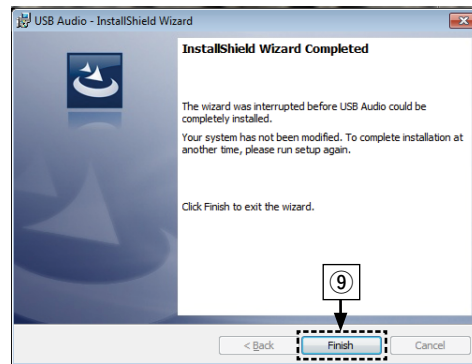 USB Audio - InstallShield Wizard
InstallShield Wizard Completed
The wizard was interrupted before USB Audio could be
completely installed.
Your system has not been modified. To complete installation at
another time, please run setup again.
Click Finish to exit the wizard.
⑨
< Back Finish Cancel